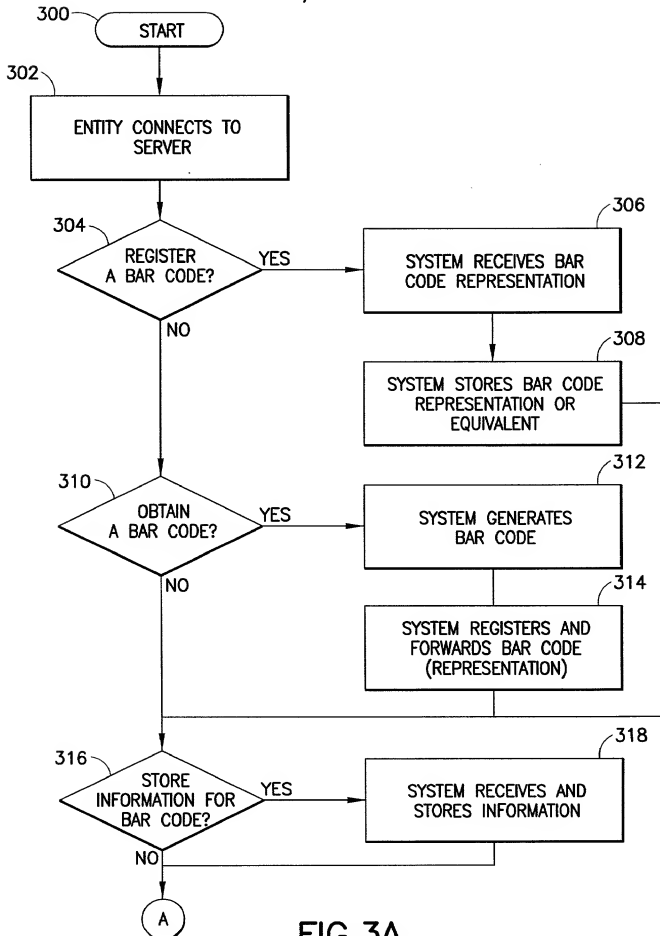 300
START
302
ENTITY CONNECTS TO
SERVER
304
REGISTER
A BAR CODE?
YES
NO
306
SYSTEM RECEIVES BAR
CODE REPRESENTATION
308
SYSTEM STORES BAR CODE
REPRESENTATION OR
EQUIVALENT
310
OBTAIN
A BAR CODE?
YES
NO
312
SYSTEM GENERATES
BAR CODE
314
SYSTEM REGISTERS AND
FORWARDS BAR CODE
(REPRESENTATION)
316
STORE
INFORMATION FOR
BAR CODE?
YES
NO
318
SYSTEM RECEIVES AND
STORES INFORMATION
A
FIG.3A